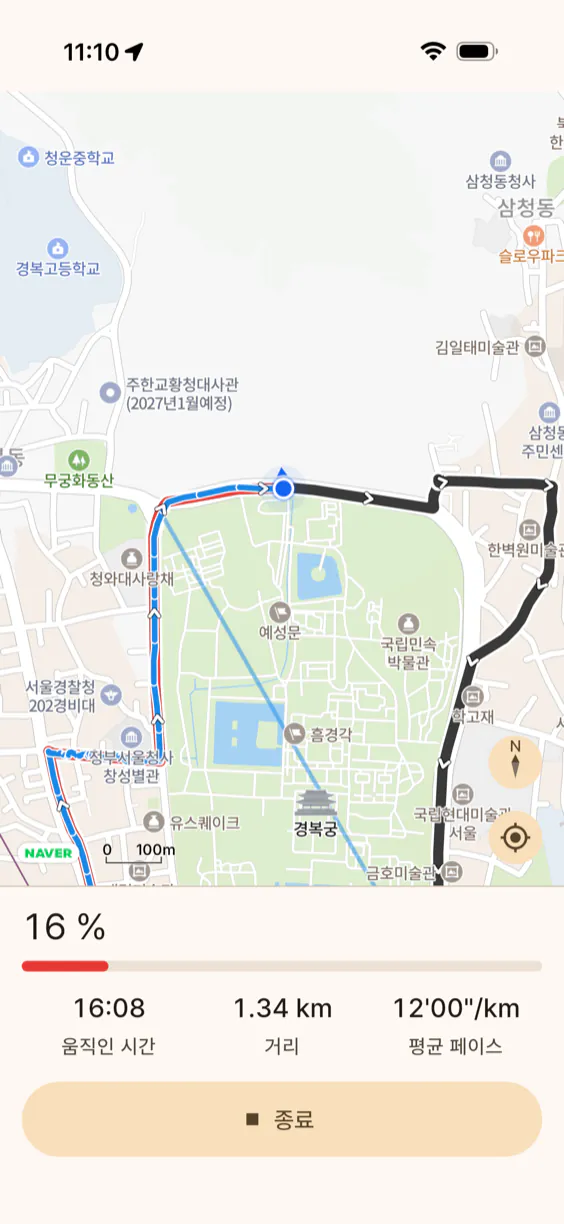 11:10
청운중학교
삼청동청사
삼청동
경복고등학교
슬로우파크
김일태미술관
주한교황청대사관
(2027년1월예정)
삼청동
주민센
무궁화동산
한벽원미술관
청와대사랑채
예성문
국립민속
박물관
서울경찰청
202경비대
학고재
흠경각
정부서울청사
창성별관
N
경복궁
유스퀘이크
국립현대미술관
서울
NAVER
0 100m
금호미술관
16 %
16:08 1.34 km 12'00"/km
움직인 시간 거리 평균 페이스
종료